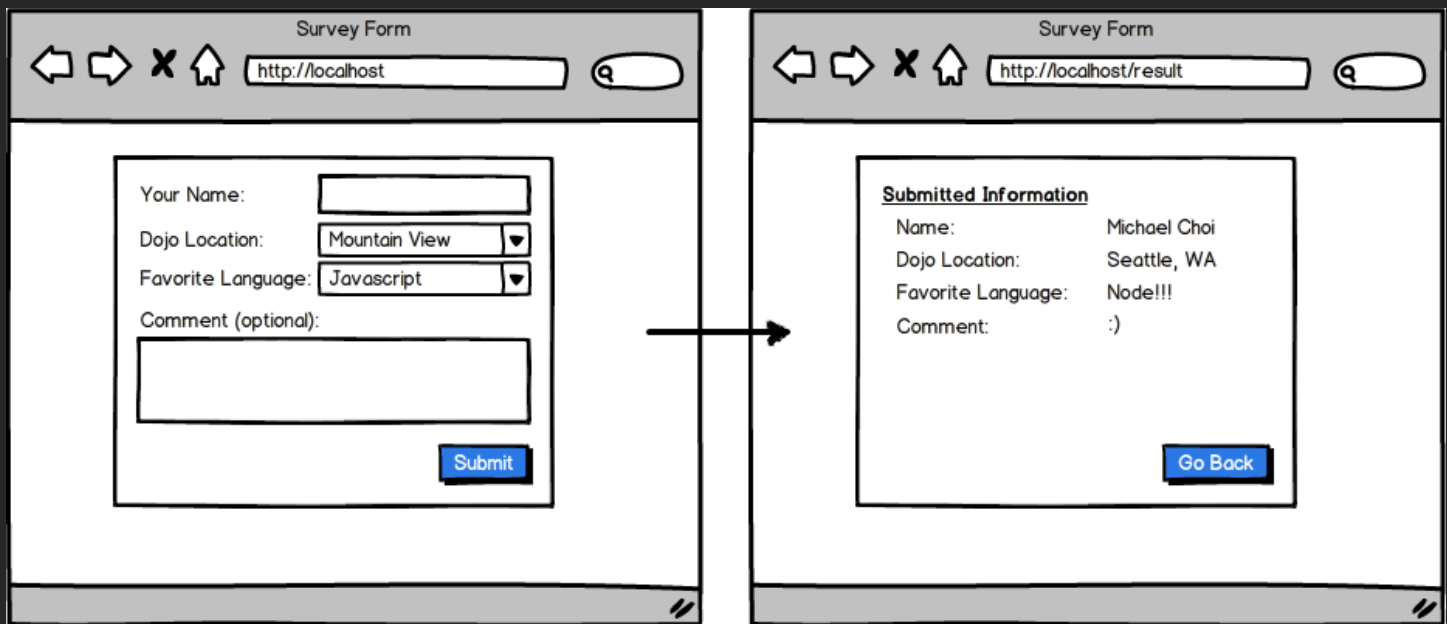 Survey Form
http://localhost
Your Name:
Dojo Location: Mountain View
Favorite Language: Javascript
Comment (optional):
Submit
Survey Form
http://localhost/result
Submitted Information
Name: Michael Choi
Dojo Location: Seattle, WA
Favorite Language: Node!!!
Comment: :)
Go Back